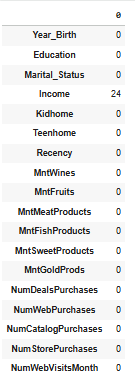 0
Year_Birth 0
Education 0
Marital_Status 0
Income 24
Kidhome 0
Teenhome 0
Recency 0
MntWines 0
MntFruits 0
MntMeatProducts 0
MntFishProducts 0
MntSweetProducts 0
MntGoldProds 0
NumDealsPurchases 0
NumWebPurchases 0
NumCatalogPurchases 0
NumStorePurchases 0
NumWebVisitsMonth 0